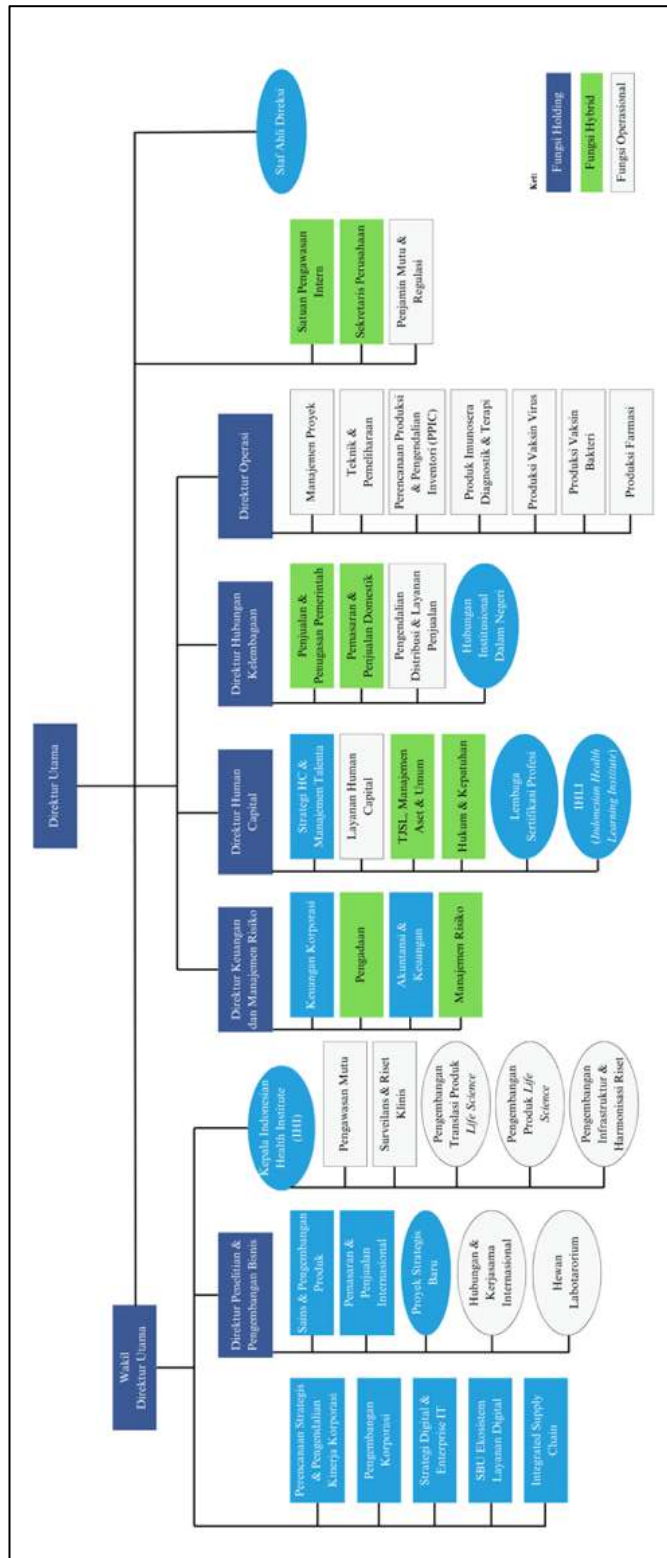 Direktur Utama
Wakil
Direktur Utama
Perencanaan Strategis
& Pengendalian
Kinerja Korporasi
Pengembangan
Korporasi
Strategi Digital &
Enterprise IT
SBU Ekosistem
Layanan Digital
Integrated Supply
Chain
Direktur Penelitian &
Pengembangan Bisnis
Sains & Pengembangan
Produk
Pemasaran &
Penjualan
Internasional
Proyek Strategis
Baru
Hubungan &
Kerjasama
Internasional
Hewan
Labotarorium
Kepala Indonesian
Health Institute
(IHI)
Pengawasan Mutu
Surveilans & Riset
Klinis
Pengembangan
Translasi Produk
Life Science
Pengembangan
Produk Life
Science
Pengembangan
Infrastruktur &
Harmonisasi Riset
Direktur Keuangan
dan Manajemen Risiko
Keuangan Korporasi
Pengadaan
Akuntansi &
Keuangan
Manajemen Risiko
Direktur Human
Capital
Strategi HC &
Manajemen Talenta
Layanan Human
Capital
TJSL, Manajemen
Aset & Umum
Hukum & Kepatuhan
Lembaga
Sertifikasi Profesi
IHLI
(Indonesian Health
Learning Institute)
Direktur Hubungan
Kelembagaan
Penjualan &
Penugasan Pemerintah
Pemasaran &
Penjualan Domestik
Pengendalian
Distribusi & Layanan
Penjualan
Hubungan
Institusional
Dalam Negeri
Direktur Operasi
Manajemen Proyek
Teknik &
Pemeliharaan
Perencanaan Produksi
& Pengendalian
Inventori (PPIC)
Produk Imunosera
Diagnostik & Terapi
Produksi Vaksin Virus
Produksi Vaksin
Bakteri
Produksi Farmasi
Satuan Pengawasan
Intern
Sekretaris Perusahaan
Penjamin Mutu &
Regulasi
Staf Ahli Direksi
Ket:
Fungsi Holding
Fungsi Hybrid
Fungsi Operasional